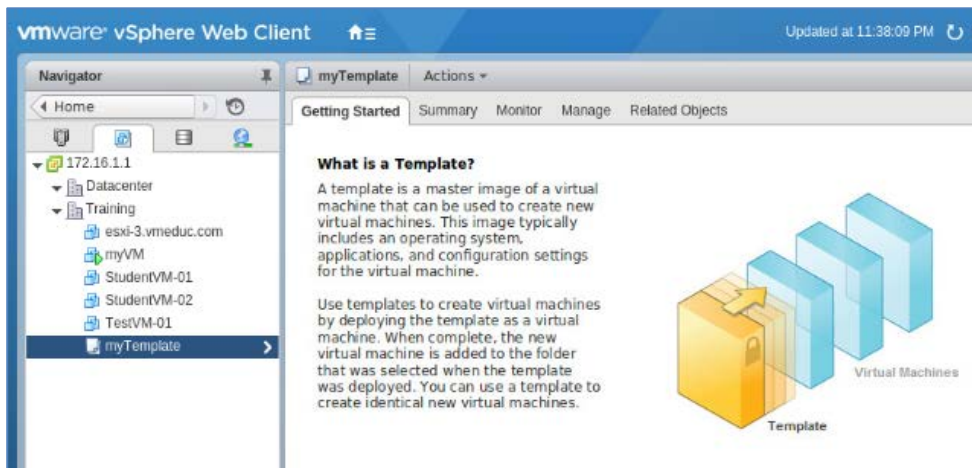 vmware® vSphere Web Client
Updated at 11:38:09 PM
Navigator
Home
172.16.1.1
Datacenter
Training
esxi-3.vmeduc.com
myVM
StudentVM-01
StudentVM-02
TestVM-01
myTemplate
myTemplate Actions
Getting Started Summary Monitor Manage Related Objects
What is a Template?
A template is a master image of a virtual
machine that can be used to create new
virtual machines. This image typically
includes an operating system,
applications, and configuration settings
for the virtual machine.
Use templates to create virtual machines
by deploying the template as a virtual
machine. When complete, the new
virtual machine is added to the folder
that was selected when the template
was deployed. You can use a template to
create identical new virtual machines.
Virtual Machines
Template